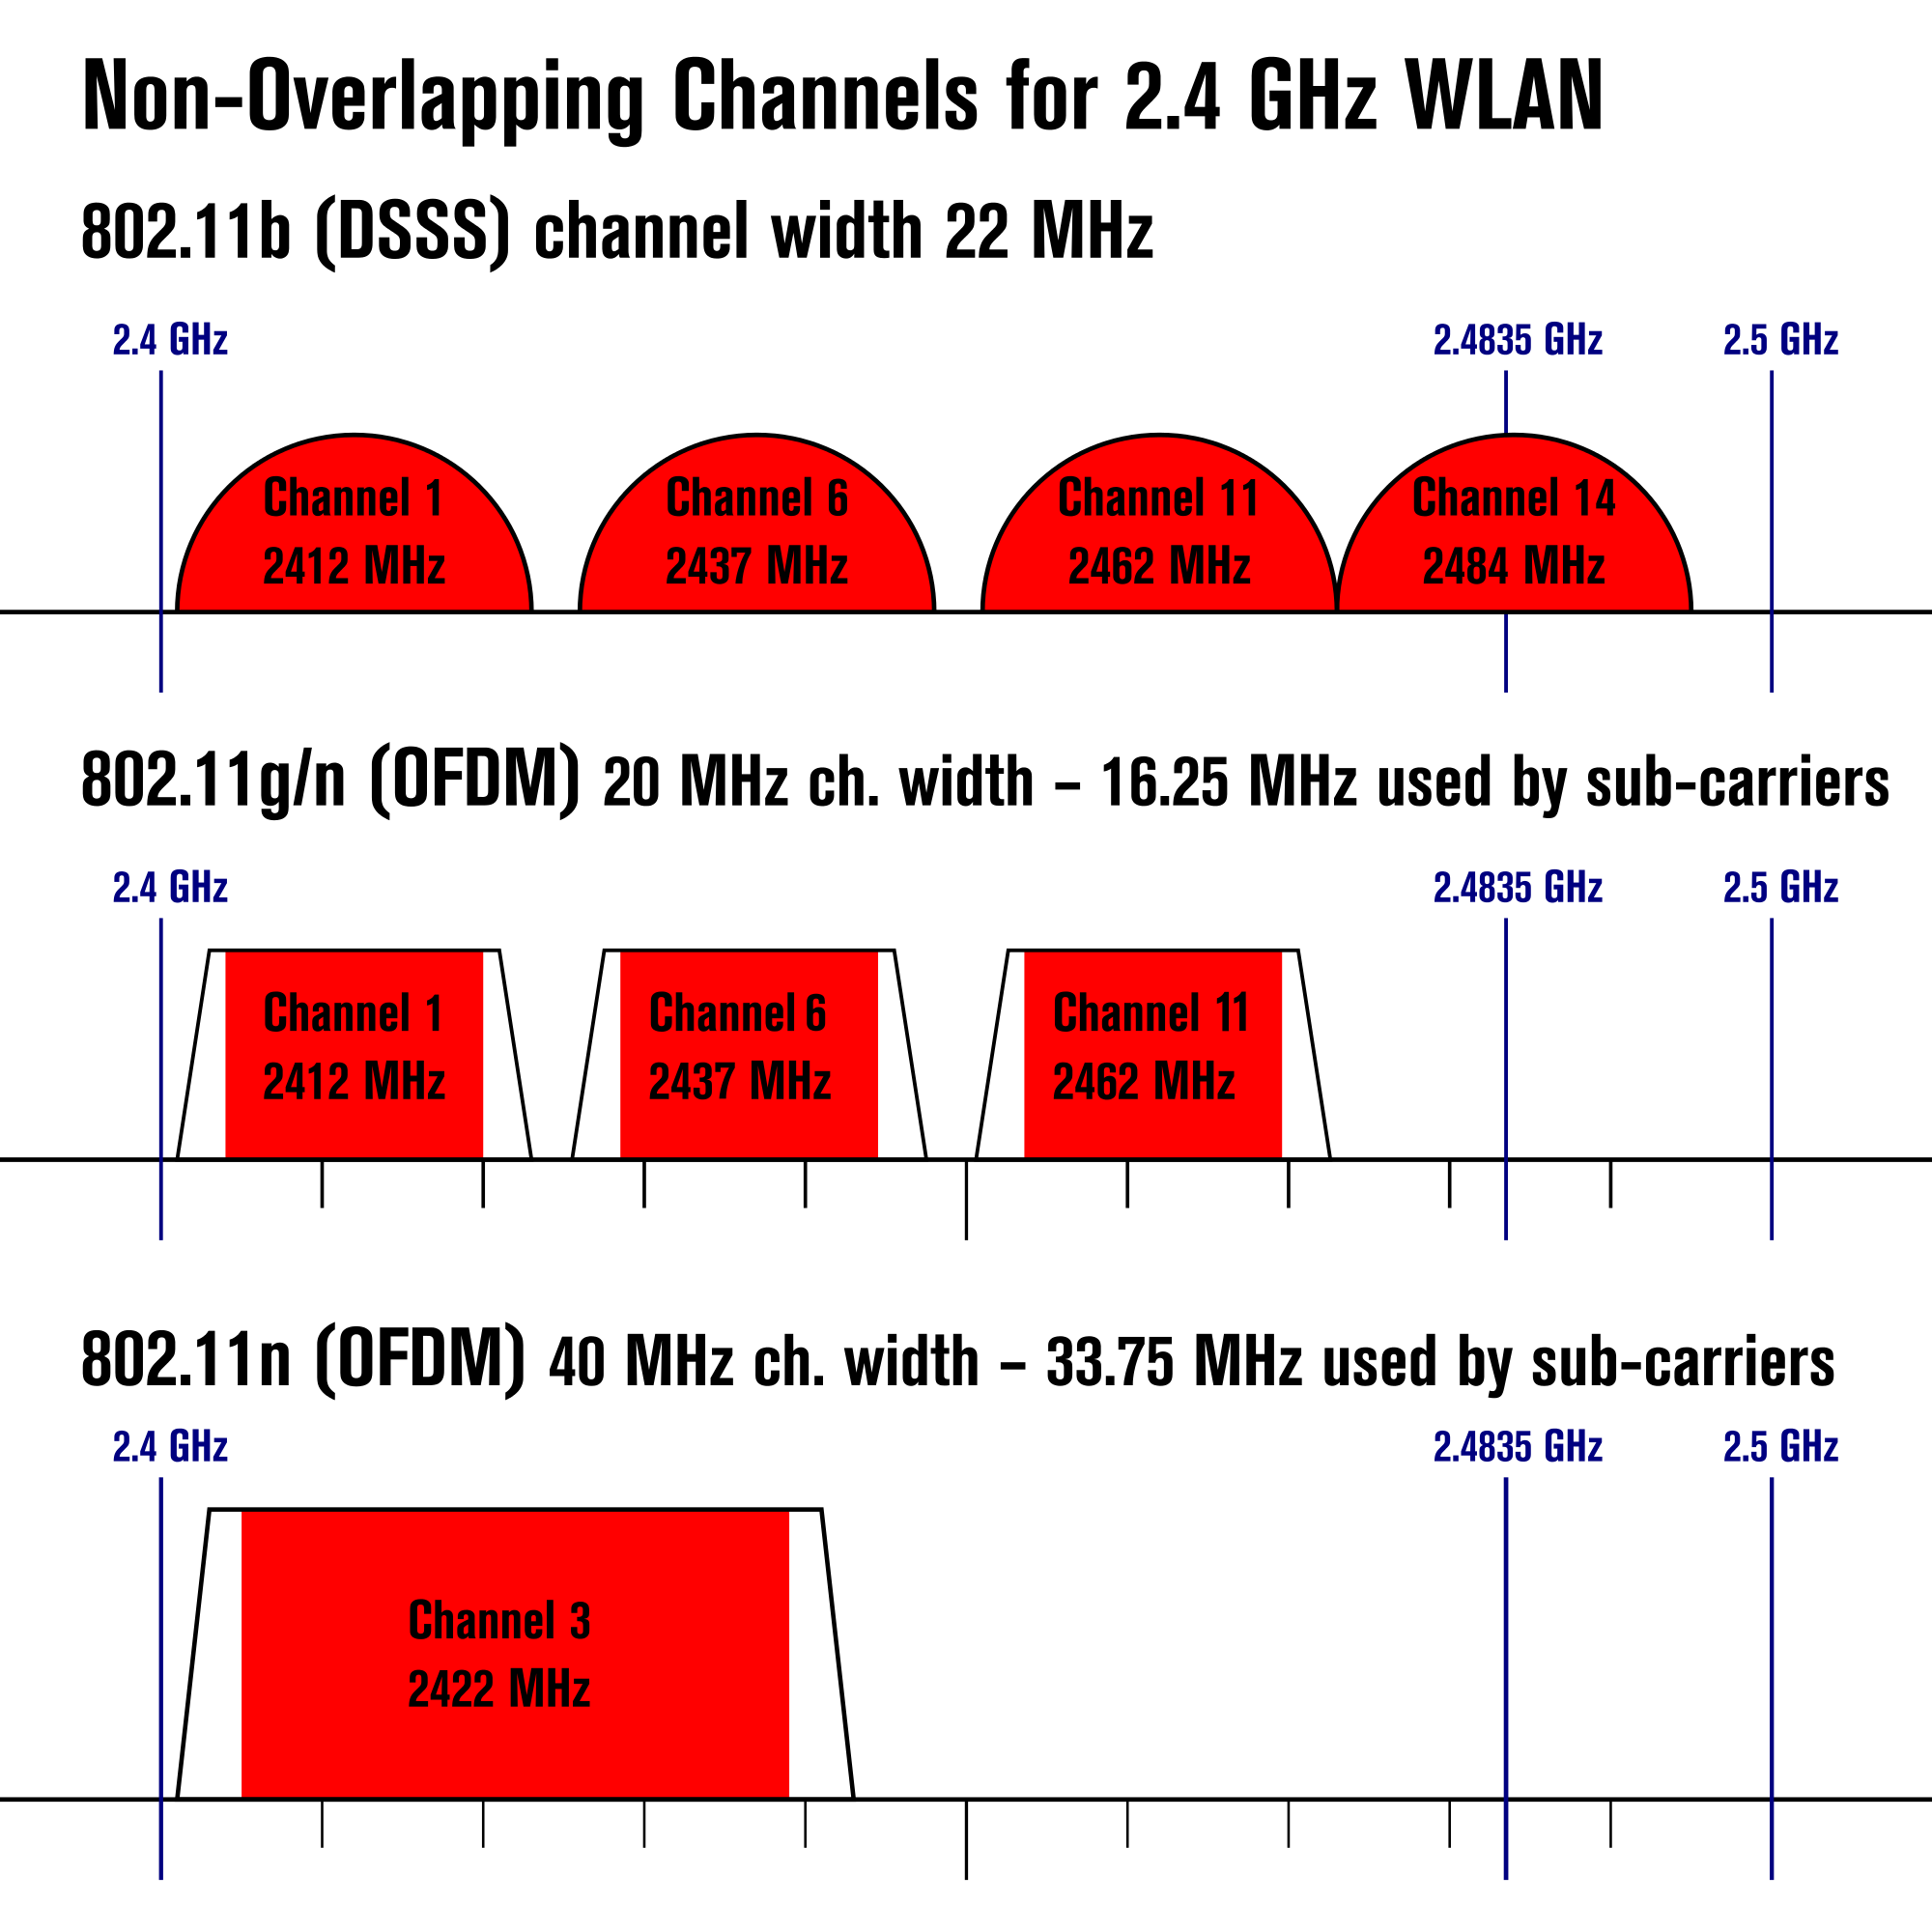 Non-Overlapping Channels for 2.4 GHz WLAN
802.11b (DSSS) channel width 22 MHz
2.4 GHz 2.4835 GHz 2.5 GHz
Channel 1 Channel 6 Channel 11 Channel 14
2412 MHz 2437 MHz 2462 MHz 2484 MHz
802.11g/n (OFDM) 20 MHz ch. width – 16.25 MHz used by sub-carriers
2.4 GHz 2.4835 GHz 2.5 GHz
Channel 1 Channel 6 Channel 11
2412 MHz 2437 MHz 2462 MHz
802.11n (OFDM) 40 MHz ch. width – 33.75 MHz used by sub-carriers
2.4 GHz 2.4835 GHz 2.5 GHz
Channel 3
2422 MHz